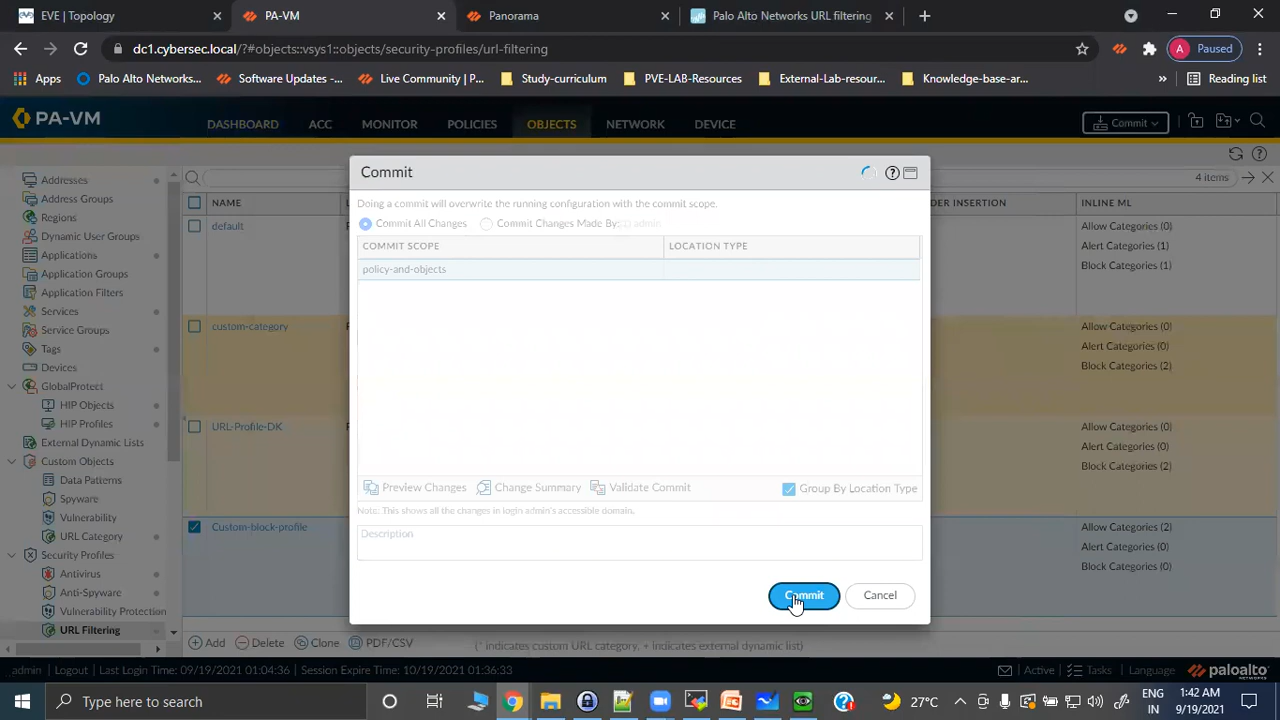 EVE | Topology
PA-VM
Panorama
Palo Alto Networks URL filtering
dc1.cybersec.local/?#objects::vsys1::objects/security-profiles/url-filtering
A Paused
Apps
Palo Alto Networks...
Software Updates -...
Live Community | P...
Study-curriculum
PVE-LAB-Resources
External-Lab-resour...
Knowledge-base-ar...
Reading list
PA-VM
DASHBOARD
ACC
MONITOR
POLICIES
OBJECTS
NETWORK
DEVICE
Commit
Addresses
Address Groups
Regions
Dynamic User Groups
Applications
Application Groups
Application Filters
Services
Service Groups
Tags
Devices
GlobalProtect
HIP Objects
HIP Profiles
External Dynamic Lists
Custom Objects
Data Patterns
Spyware
Vulnerability
URL Category
Security Profiles
Antivirus
Anti-Spyware
Vulnerability Protection
URL Filtering
4 items
NAME
DER INSERTION
INLINE ML
default
Allow Categories (0)
Alert Categories (1)
Block Categories (1)
custom-category
Allow Categories (0)
Alert Categories (0)
Block Categories (2)
URL-Profile-DK
Allow Categories (0)
Alert Categories (0)
Block Categories (2)
Custom-block-profile
Allow Categories (2)
Alert Categories (0)
Block Categories (0)
Commit
Doing a commit will overwrite the running configuration with the commit scope.
Commit All Changes
Commit Changes Made By:(1) admin
COMMIT SCOPE
LOCATION TYPE
policy-and-objects
Preview Changes
Change Summary
Validate Commit
Group By Location Type
Note: This shows all the changes in login admin's accessible domain.
Description
Commit
Cancel
Add
Delete
Clone
PDF/CSV
(* indicates custom URL category, + indicates external dynamic list)
admin | Logout | Last Login Time: 09/19/2021 01:04:36 | Session Expire Time: 10/19/2021 01:36:33
Active
Tasks
Language
paloalto
NETWORKS
Type here to search
27°C
ENG
IN
1:42 AM
9/19/2021